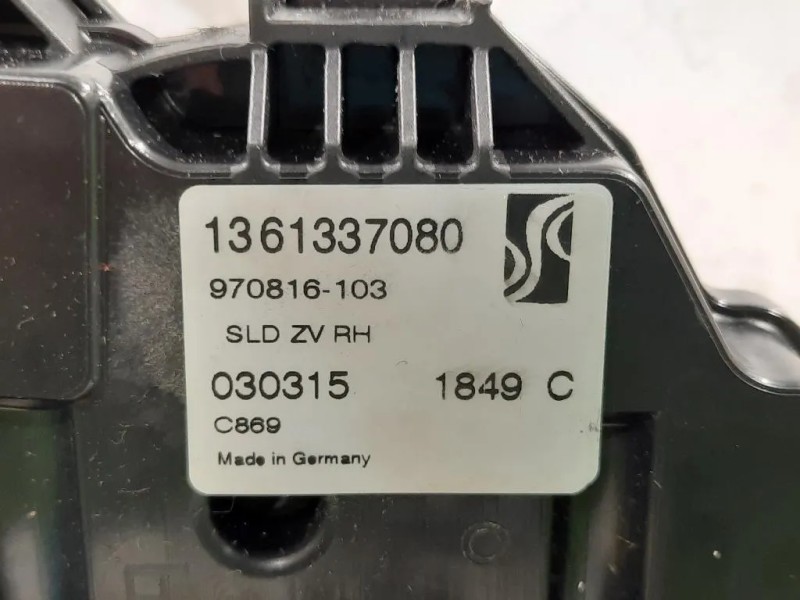 1361337080
970816-103
SLD ZV RH
030315 1849 C
C869
Made in Germany